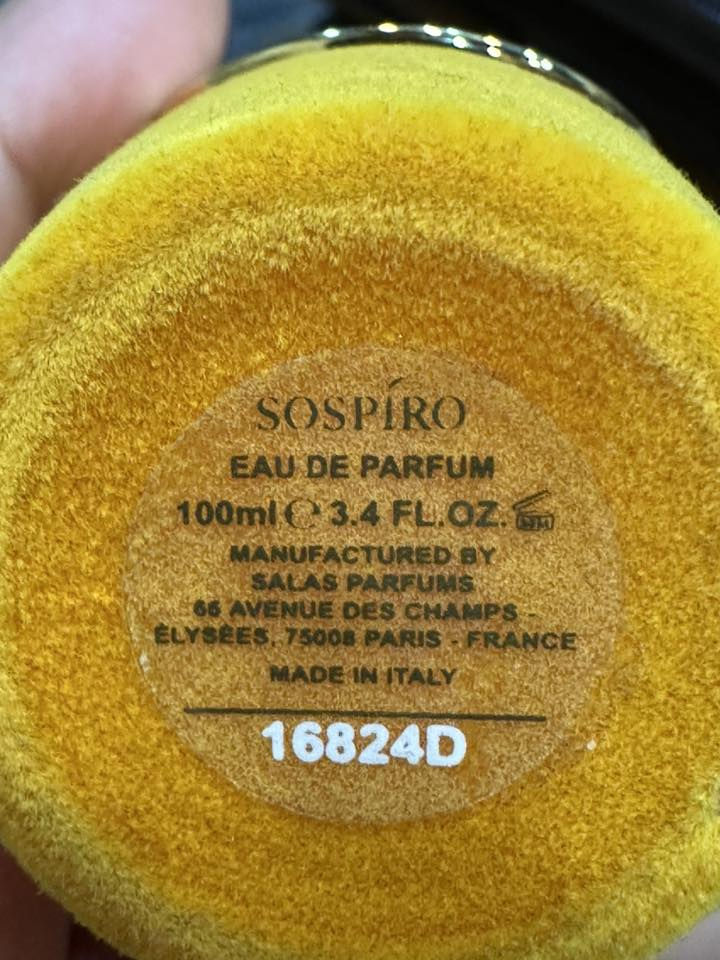 SOSPÍRO
EAU DE PARFUM
100ml ℮ 3.4 FL.OZ.
MANUFACTURED BY
SALAS PARFUMS
66 AVENUE DES CHAMPS -
ÉLYSÉES, 75008 PARIS - FRANCE
MADE IN ITALY
16824D